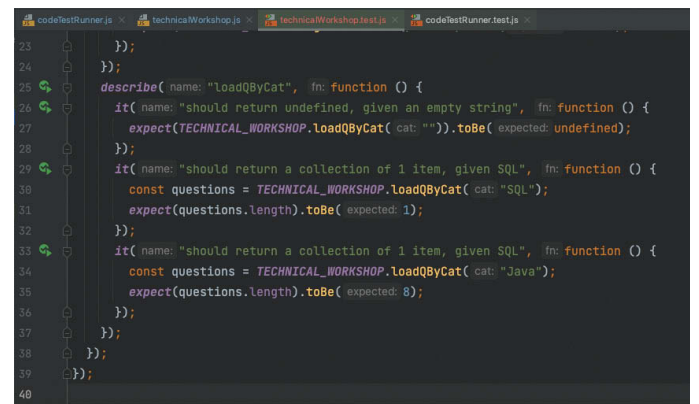 codeTestRunner.js × technicalWorkshop.js × technicalWorkshop.test.js × codeTestRunner.test.js ×
23 });
24 });
25 describe( name: "loadQByCat", fn: function () {
26 it( name: "should return undefined, given an empty string", fn: function () {
27 expect(TECHNICAL_WORKSHOP.loadQByCat( cat: "")).toBe( expected: undefined);
28 });
29 it( name: "should return a collection of 1 item, given SQL", fn: function () {
30 const questions = TECHNICAL_WORKSHOP.loadQByCat( cat: "SQL");
31 expect(questions.length).toBe( expected: 1);
32 });
33 it( name: "should return a collection of 1 item, given SQL", fn: function () {
34 const questions = TECHNICAL_WORKSHOP.loadQByCat( cat: "Java");
35 expect(questions.length).toBe( expected: 8);
36 });
37 });
38 });
39 });
40